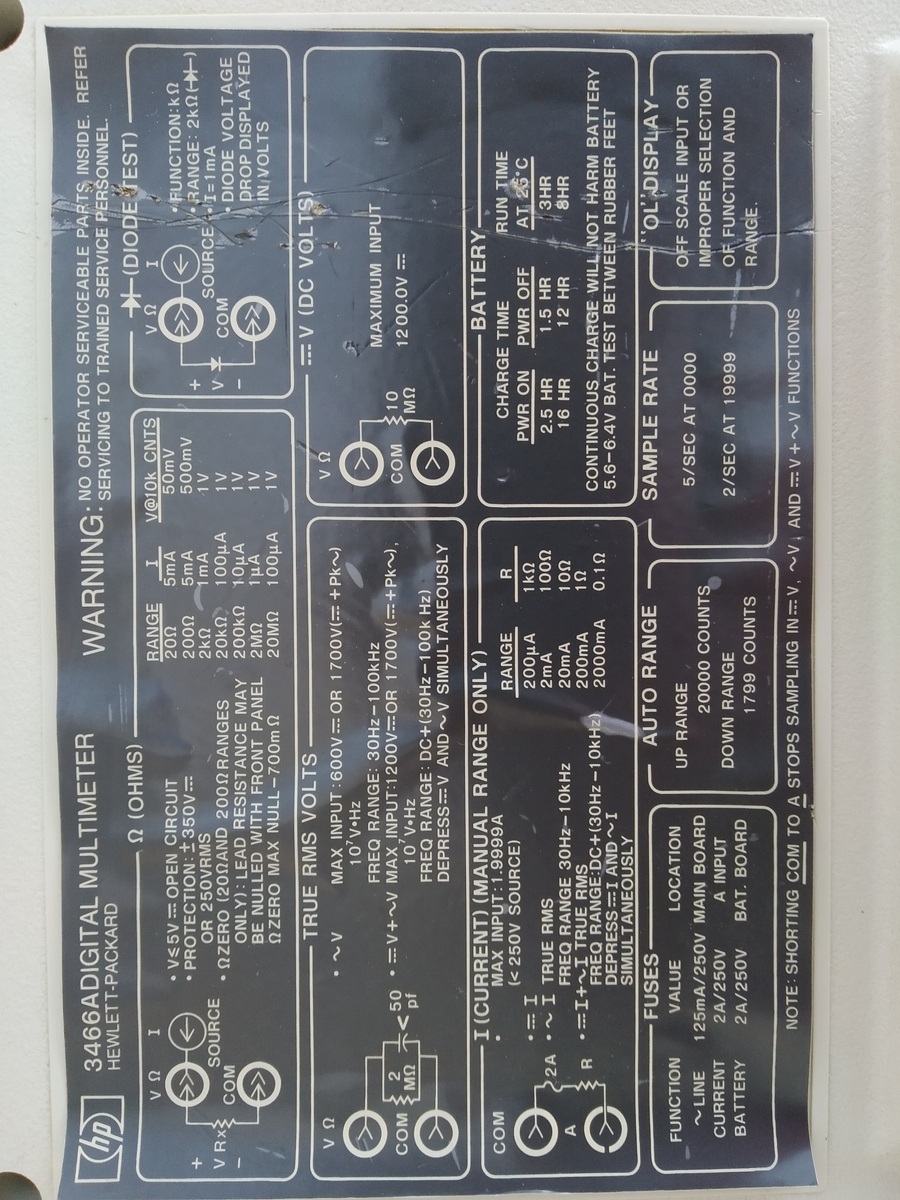 hp
3466A DIGITAL MULTIMETER
HEWLETT-PACKARD
WARNING: NO OPERATOR SERVICEABLE PARTS INSIDE. REFER
SERVICING TO TRAINED SERVICE PERSONNEL.
Ω (OHMS)
V Ω I
SOURCE
COM
+
V Rx
−
• V≤5V⎓OPEN CIRCUIT
• PROTECTION: ±350V⎓
OR 250VRMS
• ΩZERO (20Ω AND 200Ω RANGES
ONLY): LEAD RESISTANCE MAY
BE NULLED WITH FRONT PANEL
Ω ZERO MAX NULL −700mΩ
RANGE I V@10k CNTS
20Ω 5mA 50mV
200Ω 5mA 500mV
2kΩ 1mA 1V
20kΩ 100μA 1V
200kΩ 10μA 1V
2MΩ 1μA 1V
20MΩ 100μA 1V
(DIODE TEST)
V Ω I
SOURCE
COM
+
V
−
• FUNCTION: kΩ
• RANGE: 2kΩ(▶|)
• I=1mA
• DIODE VOLTAGE
DROP DISPLAYED
IN VOLTS
TRUE RMS VOLTS
V Ω
COM
2
MΩ
50
pf
• ~V MAX INPUT: 600V⎓OR 1700V(⎓+Pk~)
10⁷V•Hz
FREQ RANGE: 30Hz−100kHz
• ⎓V+~V MAX INPUT: 1200V⎓OR 1700V(⎓+Pk~),
10⁷V•Hz
FREQ RANGE: DC+(30Hz−100k Hz)
DEPRESS⎓V AND ~V SIMULTANEOUSLY
⎓V (DC VOLTS)
V Ω
COM
10
MΩ
MAXIMUM INPUT
1200.0V⎓
I (CURRENT) (MANUAL RANGE ONLY)
COM
2A
A
R
• MAX INPUT: 1.9999A
(< 250V SOURCE)
• ⎓I
• ~I TRUE RMS
FREQ RANGE 30Hz−10kHz
• ⎓I+~I TRUE RMS
FREQ RANGE: DC+(30Hz−10kHz)
DEPRESS⎓I AND ~I
SIMULTANEOUSLY
RANGE R
200μA 1kΩ
2mA 100Ω
20mA 10Ω
200mA 1Ω
2000mA 0.1Ω
BATTERY
CHARGE TIME RUN TIME
PWR ON PWR OFF AT 25°C
2.5 HR 1.5 HR 3HR
16 HR 12 HR 8HR
CONTINUOUS CHARGE WILL NOT HARM BATTERY
5.6−6.4V BAT. TEST BETWEEN RUBBER FEET
FUSES
FUNCTION VALUE LOCATION
~LINE 125mA/250V MAIN BOARD
CURRENT 2A/250V A INPUT
BATTERY 2A/250V BAT. BOARD
AUTO RANGE
UP RANGE
20000 COUNTS
DOWN RANGE
1799 COUNTS
SAMPLE RATE
5/SEC AT 0000
2/SEC AT 19999
"OL" DISPLAY
OFF SCALE INPUT OR
IMPROPER SELECTION
OF FUNCTION AND
RANGE.
NOTE: SHORTING COM TO A STOPS SAMPLING IN ⎓V, ~V, AND ⎓V+~V FUNCTIONS